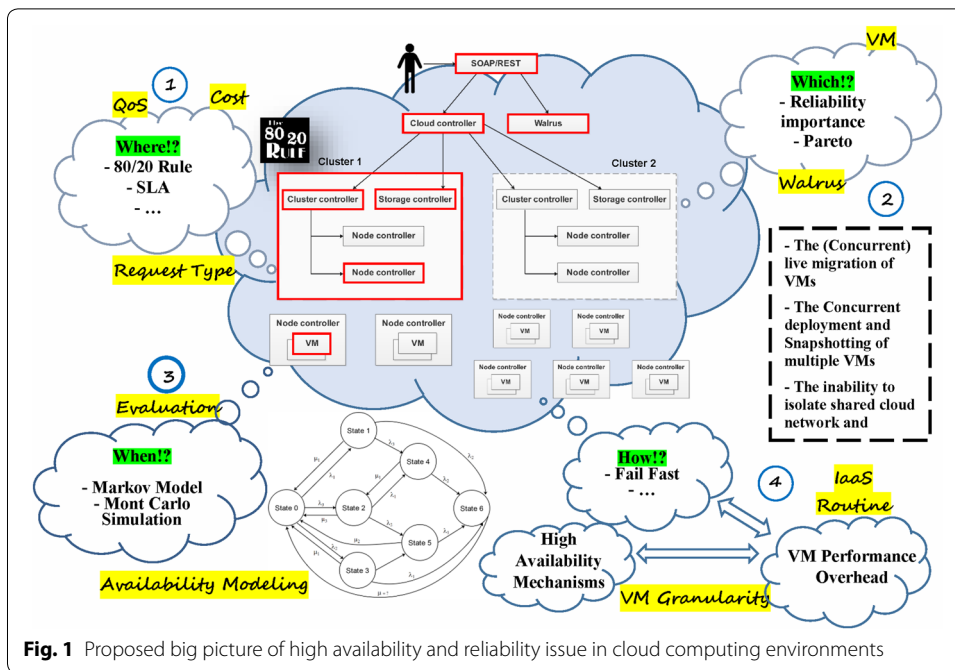 SOAP/REST
Cloud controller
Walrus
1
QoS
Cost
Where!?
- 80/20 Rule
- SLA
- ...
Request Type
80
20
RULE
Cluster 1
Cluster controller
Storage controller
Node controller
Node controller
Cluster 2
Cluster controller
Storage controller
Node controller
Node controller
VM
Which!?
- Reliability
importance
- Pareto
Walrus
2
- The (Concurrent)
live migration of
VMs
- The Concurrent
deployment and
Snapshotting of
multiple VMs
- The inability to
isolate shared cloud
network and
Node controller
VM
Node controller
VM
Node controller
VM
Node controller
VM
Node controller
VM
Node controller
VM
Node controller
VM
3
Evaluation
When!?
- Markov Model
- Mont Carlo
Simulation
Availability Modeling
State 1
State 4
State 0
State 2
State 6
State 5
State 3
How!?
- Fail Fast
- ...
4
IaaS
Routine
High
Availability
Mechanisms
VM Performance
Overhead
VM Granularity
Fig. 1 Proposed big picture of high availability and reliability issue in cloud computing environments